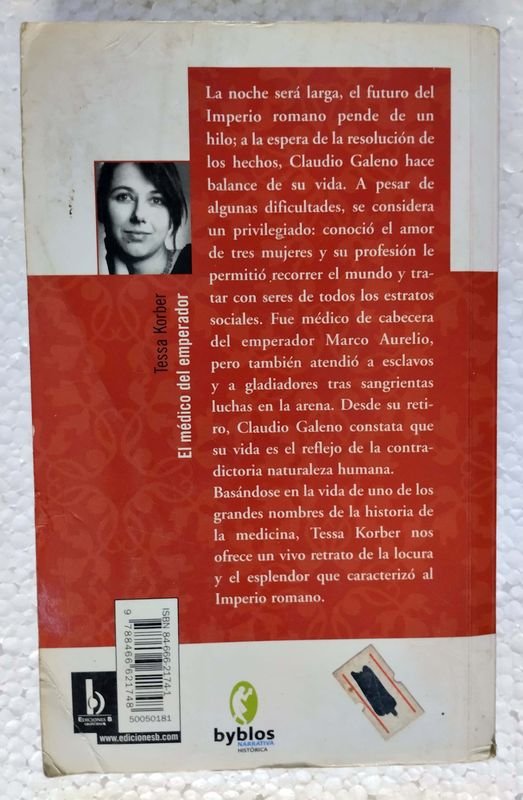 La noche será larga, el futuro del
Imperio romano pende de un
hilo; a la espera de la resolución de
los hechos, Claudio Galeno hace
balance de su vida. A pesar de
algunas dificultades, se considera
un privilegiado: conoció el amor
de tres mujeres y su profesión le
permitió recorrer el mundo y tra-
tar con seres de todos los estratos
sociales. Fue médico de cabecera
del emperador Marco Aurelio,
pero también atendió a esclavos
y a gladiadores tras sangrientas
luchas en la arena. Desde su reti-
ro, Claudio Galeno constata que
su vida es el reflejo de la contra-
dictoria naturaleza humana.
Basándose en la vida de uno de los
grandes nombres de la historia de
la medicina, Tessa Korber nos
ofrece un vivo retrato de la locura
y el esplendor que caracterizó al
Imperio romano.
Tessa Korber
El médico del emperador
ISBN 84-666-2174-1
9 788466 621748
50050181
b
EDICIONES B
GRUPO ZETA
www.edicionesb.com
byblos
NARRATIVA
HISTÓRICA